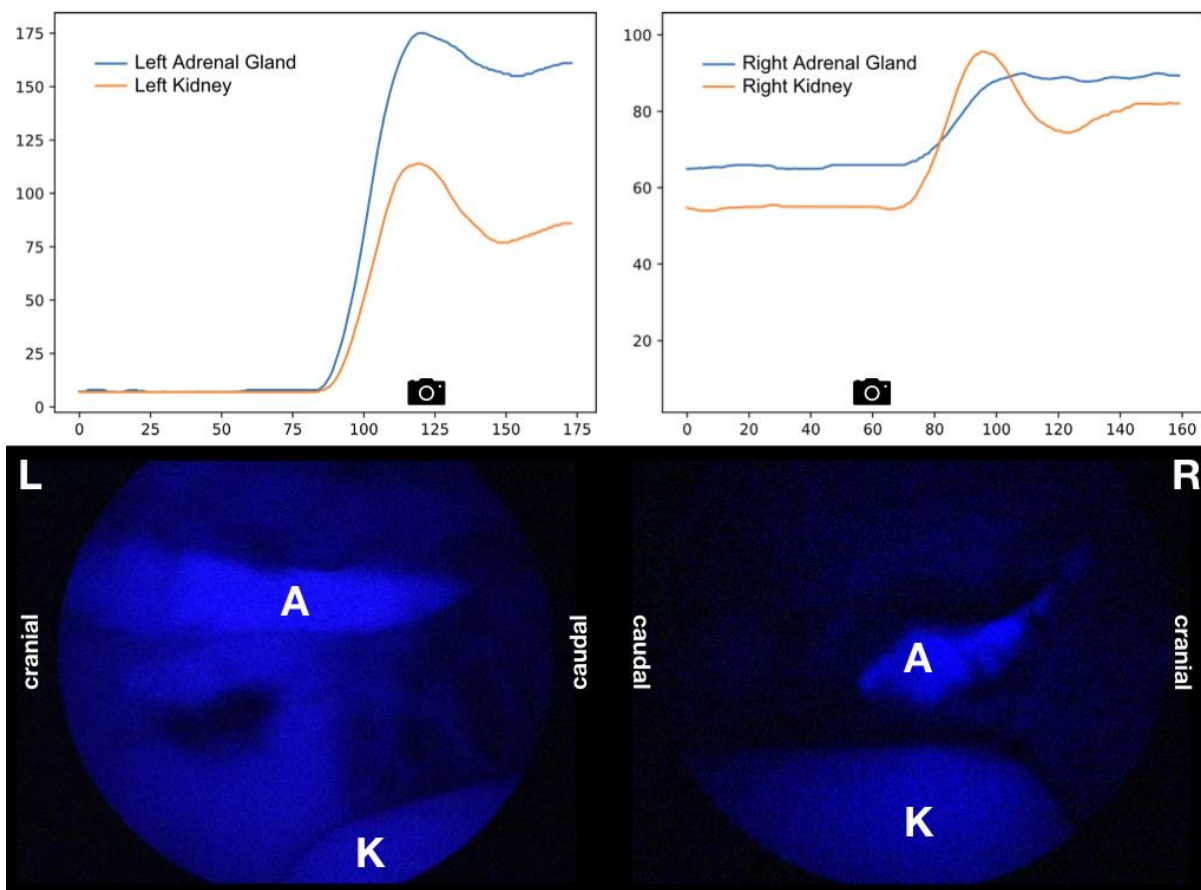 175
150
125
100
75
50
25
0
Left Adrenal Gland
Left Kidney
0 25 50 75 100 125 150 175
100
80
60
40
20
Right Adrenal Gland
Right Kidney
0 20 40 60 80 100 120 140 160
L
A
K
cranial
caudal
R
A
K
caudal
cranial